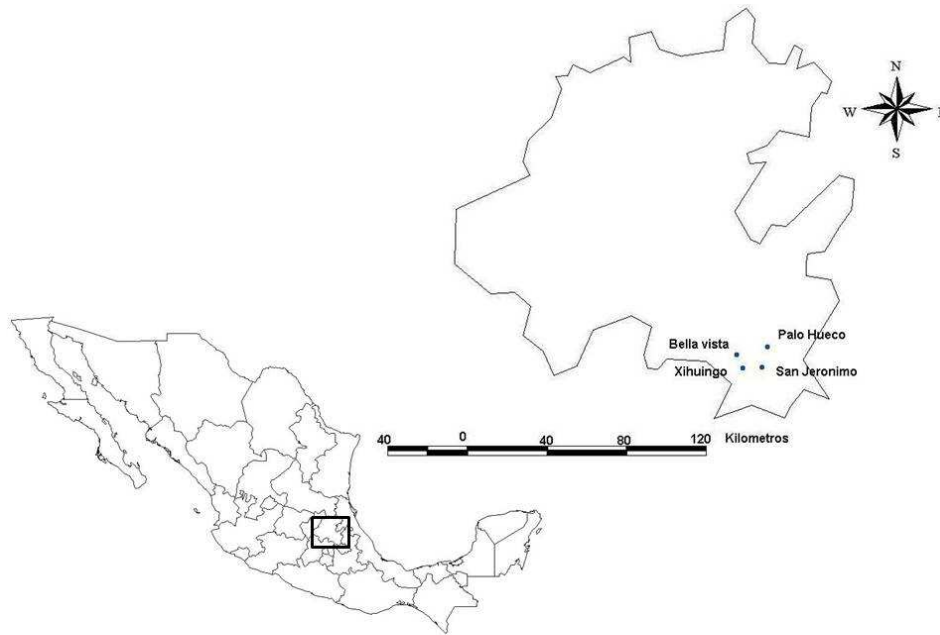 N
W
S
Palo Hueco
Bella vista
Xihuingo
San Jeronimo
40 0 40 80 120 Kilometros